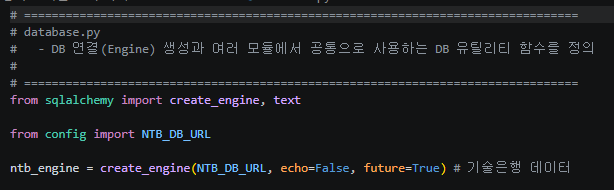 # ==================================================================
# database.py
#   - DB 연결(Engine) 생성과 여러 모듈에서 공통으로 사용하는 DB 유틸리티 함수를 정의
#
# ==================================================================
from sqlalchemy import create_engine, text

from config import NTB_DB_URL

ntb_engine = create_engine(NTB_DB_URL, echo=False, future=True) # 기술은행 데이터